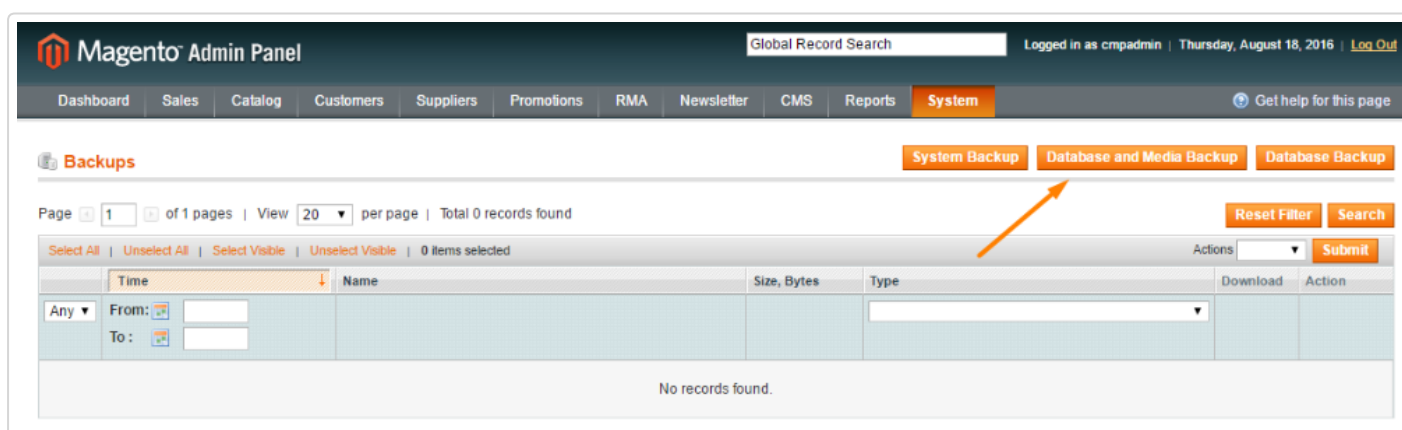 Magento™ Admin Panel Global Record Search Logged in as cmpadmin | Thursday, August 18, 2016 | Log Out
Dashboard Sales Catalog Customers Suppliers Promotions RMA Newsletter CMS Reports System Get help for this page
Backups System Backup Database and Media Backup Database Backup
Page 1 of 1 pages | View 20 per page | Total 0 records found Reset Filter Search
Select All | Unselect All | Select Visible | Unselect Visible | 0 items selected Actions Submit
Time Name Size, Bytes Type Download Action
Any From:
To :
No records found.